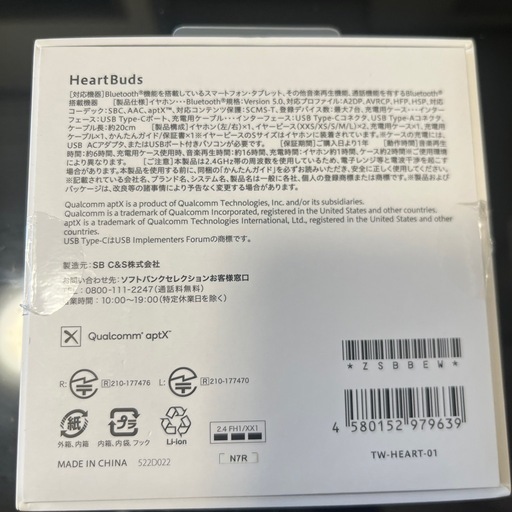 HeartBuds
[対応機器]Bluetooth®機能を搭載しているスマートフォン・タブレット、その他音楽再生機能、通話機能を有するBluetooth®
搭載機器 [製品仕様]イヤホン・・・Bluetooth®規格:Version 5.0、対応プロファイル:A2DP、AVRCP、HFP、HSP、対応
コーデック:SBC、AAC、aptX™、対応コンテンツ保護:SCMS-T、登録デバイス数:最大7台、充電用ケース・・・インター
フェース:USB Type-Cポート、充電用ケーブル・・・インターフェース:USB Type-Cコネクタ、USB Type-Aコネクタ、
ケーブル長:約20cm [製品構成]イヤホン(左/右)×1、イヤーピース(XXS/XS/S/M/L)×2、充電用ケース×1、充電用ケ
ーブル×1、かんたんガイド/保証書×1※イヤーピースのSサイズはイヤホンに装着しています。※ケースの充電には、
USB ACアダプタ、またはUSBポート付きパソコンが必要です。 [保証期間]ご購入日より1年 [動作時間]音楽再生
時:約6時間、充電用ケース使用時、音楽再生時:約16時間、充電時間:イヤホン約1時間、ケース約2時間※ご使用環境
により異なります。 [ご注意]本製品は2.4GHz帯の周波数を使用しているため、電子レンジ等と電波干渉を起こす
場合があります。本製品を使用する前に、同梱の「かんたんガイド」を必ずお読みいただき、安全に正しく使用してくださ
い。※その他記載されている会社名、ブランド名、システム名、製品名は一般に各社、個人の登録商標または商標です。※製品および
パッケージは、改良等の諸事情により予告なく変更する場合があります。
Qualcomm aptX is a product of Qualcomm Technologies, Inc. and/or its subsidiaries.
Qualcomm is a trademark of Qualcomm Incorporated, registered in the United States and other countries.
aptX is a trademark of Qualcomm Technologies International, Ltd., registered in the United States and other countries.
USB Type-CはUSB Implementers Forumの商標です。
製造元:SB C&S株式会社
お問い合わせ先:ソフトバンクセレクションお客様窓口
TEL:0800-111-2247(通話料無料)
営業時間:10:00〜19:00(特定休業日を除く)
Qualcomm® aptX™
R: R 210-177476 L: R 210-177470
紙 プラ Li-ion
外箱、内箱 内箱、内袋、フック
2.4 FH1/XX1
N7R
MADE IN CHINA 522D022
*ZSBBEW*
4 580152 979639
TW-HEART-01